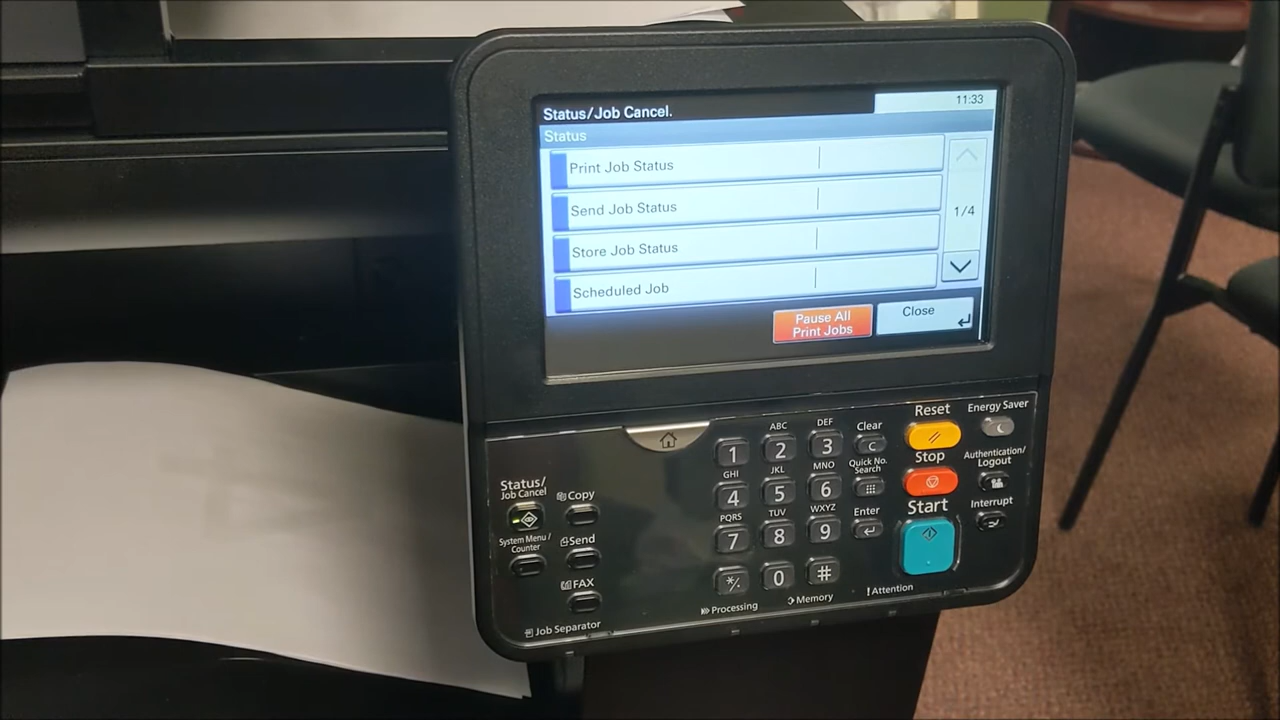 Status/Job Cancel.
11:33
Status
Print Job Status
Send Job Status
1/4
Store Job Status
Scheduled Job
Pause All
Print Jobs
Close
Reset
Energy Saver
ABC
DEF
Clear
1
2
3
C
GHI
JKL
MNO
Quick No.
Search
Stop
Authentication/
Logout
Status/
Job Cancel
Copy
4
5
6
PQRS
TUV
WXYZ
Enter
Start
Interrupt
System Menu/
Counter
Send
7
8
9
FAX
*/.
0
#
Processing
Memory
!Attention
Job Separator